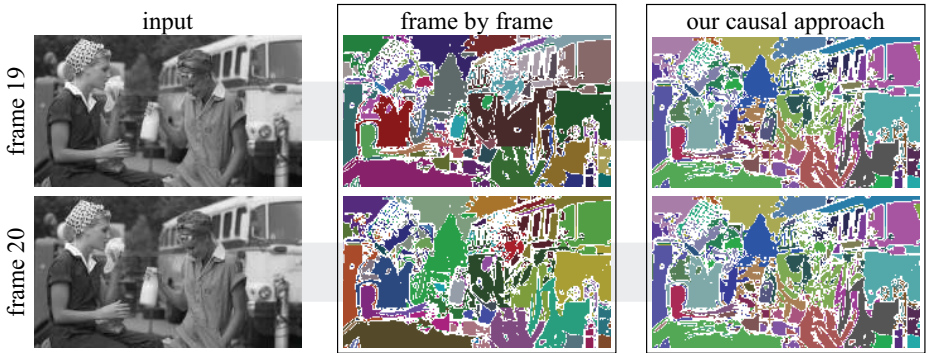 input
frame by frame
our causal approach
frame 19
frame 20